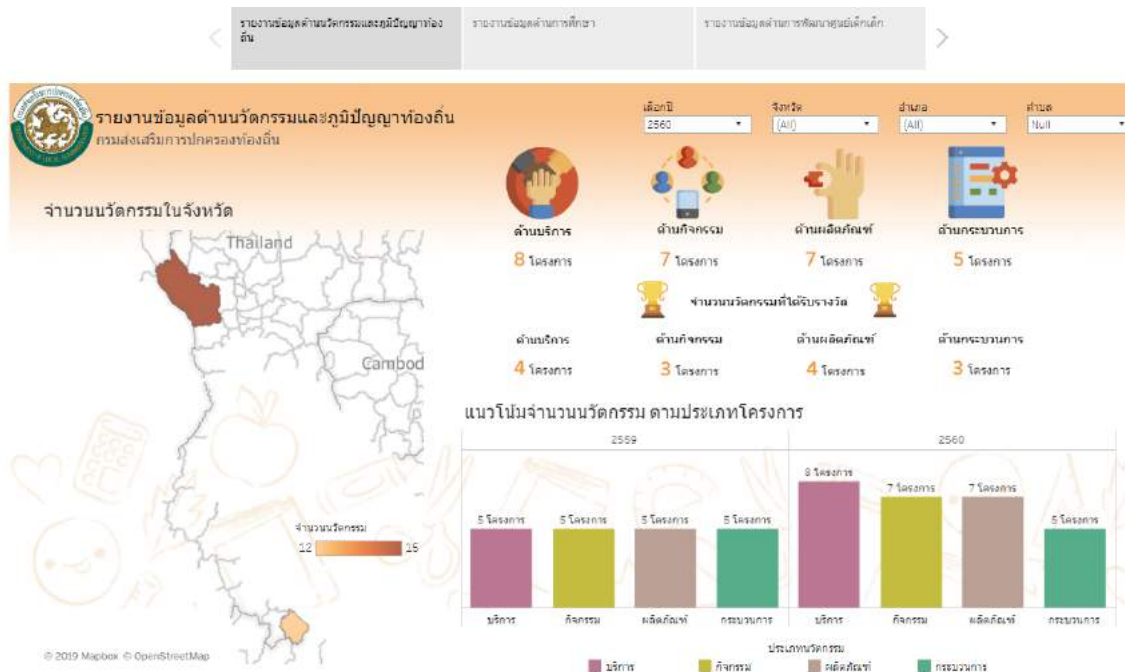 รายงานข้อมูลด้านนวัตกรรมและภูมิปัญญาท้อง
ถิ่น
รายงานข้อมูลด้านการศึกษา
รายงานข้อมูลด้านการพัฒนาศูนย์เด็กเล็ก
รายงานข้อมูลด้านนวัตกรรมและภูมิปัญญาท้องถิ่น
กรมส่งเสริมการปกครองท้องถิ่น
เลือกปี
จังหวัด
อำเภอ
ตำบล
2560
(All)
(All)
Null
จำนวนนวัตกรรมในจังหวัด
Thailand
Cambod
ด้านบริการ
ด้านกิจกรรม
ด้านผลิตภัณฑ์
ด้านกระบวนการ
8 โครงการ
7 โครงการ
7 โครงการ
5 โครงการ
จำนวนนวัตกรรมที่ได้รับรางวัล
ด้านบริการ
ด้านกิจกรรม
ด้านผลิตภัณฑ์
ด้านกระบวนการ
4 โครงการ
3 โครงการ
4 โครงการ
3 โครงการ
แนวโน้มจำนวนนวัตกรรม ตามประเภทโครงการ
2559
2560
5 โครงการ
5 โครงการ
5 โครงการ
5 โครงการ
8 โครงการ
7 โครงการ
7 โครงการ
5 โครงการ
บริการ
กิจกรรม
ผลิตภัณฑ์
กระบวนการ
บริการ
กิจกรรม
ผลิตภัณฑ์
กระบวนการ
จำนวนนวัตกรรม
12
15
ประเภทนวัตกรรม
บริการ
กิจกรรม
ผลิตภัณฑ์
กระบวนการ
© 2019 Mapbox © OpenStreetMap